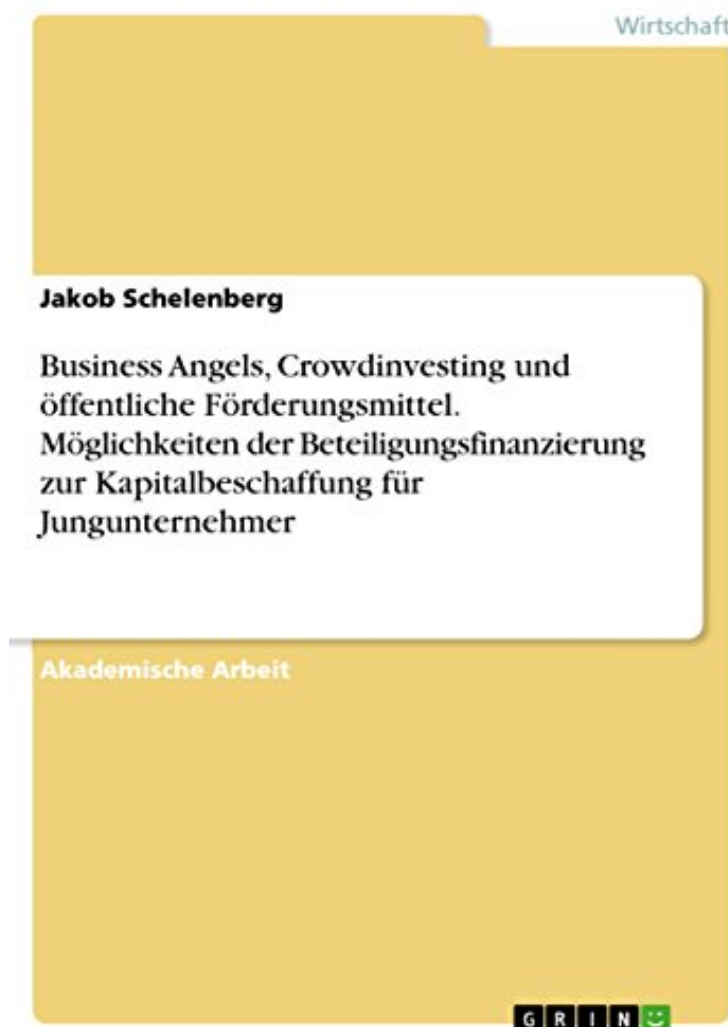 Wirtschaft
Jakob Schelenberg
Business Angels, Crowdinvesting und
öffentliche Förderungsmittel.
Möglichkeiten der Beteiligungsfinanzierung
zur Kapitalbeschaffung für
Jungunternehmer
Akademische Arbeit
GRIN